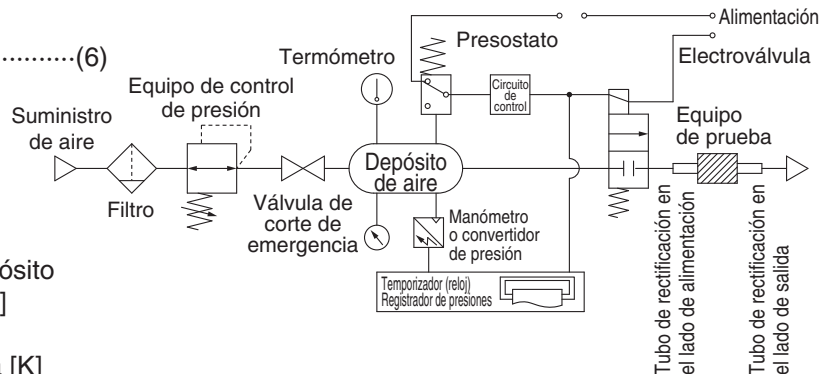 ...........(6)
Alimentación
Electroválvula
Presostato
Termómetro
Circuito
de
control
Equipo de control
de presión
Suministro
de aire
Equipo
de prueba
Depósito
de aire
Filtro
Válvula de
corte de
emergencia
Manómetro
o convertidor
de presión
Temporizador (reloj)
Registrador de presiones
Tubo de rectificación en
el lado de alimentación
Tubo de rectificación en
el lado de salida
ósito
]
[K]